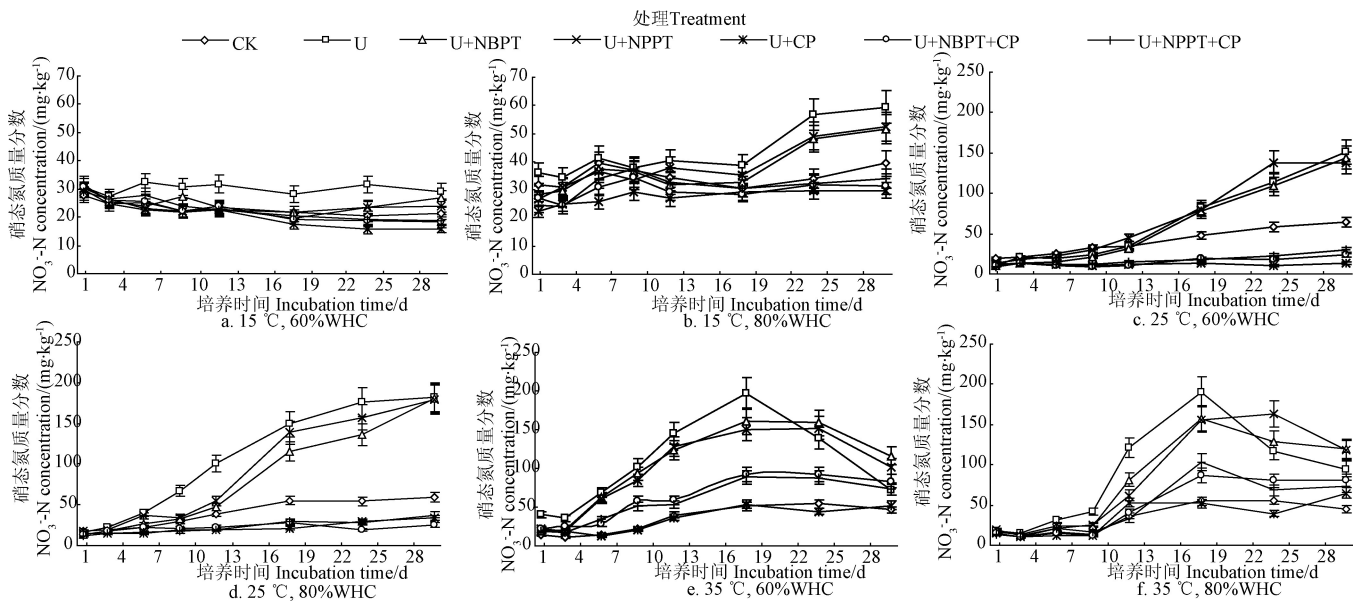 处理Treatment
CK U U+NBPT U+NPPT U+CP U+NBPT+CP U+NPPT+CP
硝态氮质量分数
NO₃⁻-N concentration/(mg·kg⁻¹)
70
60
50
40
30
20
10
0
1 4 7 10 13 16 19 22 25 28
培养时间 Incubation time/d
a. 15 ℃, 60%WHC
硝态氮质量分数
NO₃⁻-N concentration/(mg·kg⁻¹)
70
60
50
40
30
20
10
0
1 4 7 10 13 16 19 22 25 28
培养时间 Incubation time/d
b. 15 ℃, 80%WHC
硝态氮质量分数
NO₃⁻-N concentration/(mg·kg⁻¹)
250
200
150
100
50
0
1 4 7 10 13 16 19 22 25 28
培养时间 Incubation time/d
c. 25 ℃, 60%WHC
硝态氮质量分数
NO₃⁻-N concentration/(mg·kg⁻¹)
250
200
150
100
50
0
1 4 7 10 13 16 19 22 25 28
培养时间 Incubation time/d
d. 25 ℃, 80%WHC
硝态氮质量分数
NO₃⁻-N concentration/(mg·kg⁻¹)
250
200
150
100
50
0
1 4 7 10 13 16 19 22 25 28
培养时间 Incubation time/d
e. 35 ℃, 60%WHC
硝态氮质量分数
NO₃⁻-N concentration/(mg·kg⁻¹)
250
200
150
100
50
0
1 4 7 10 13 16 19 22 25 28
培养时间 Incubation time/d
f. 35 ℃, 80%WHC